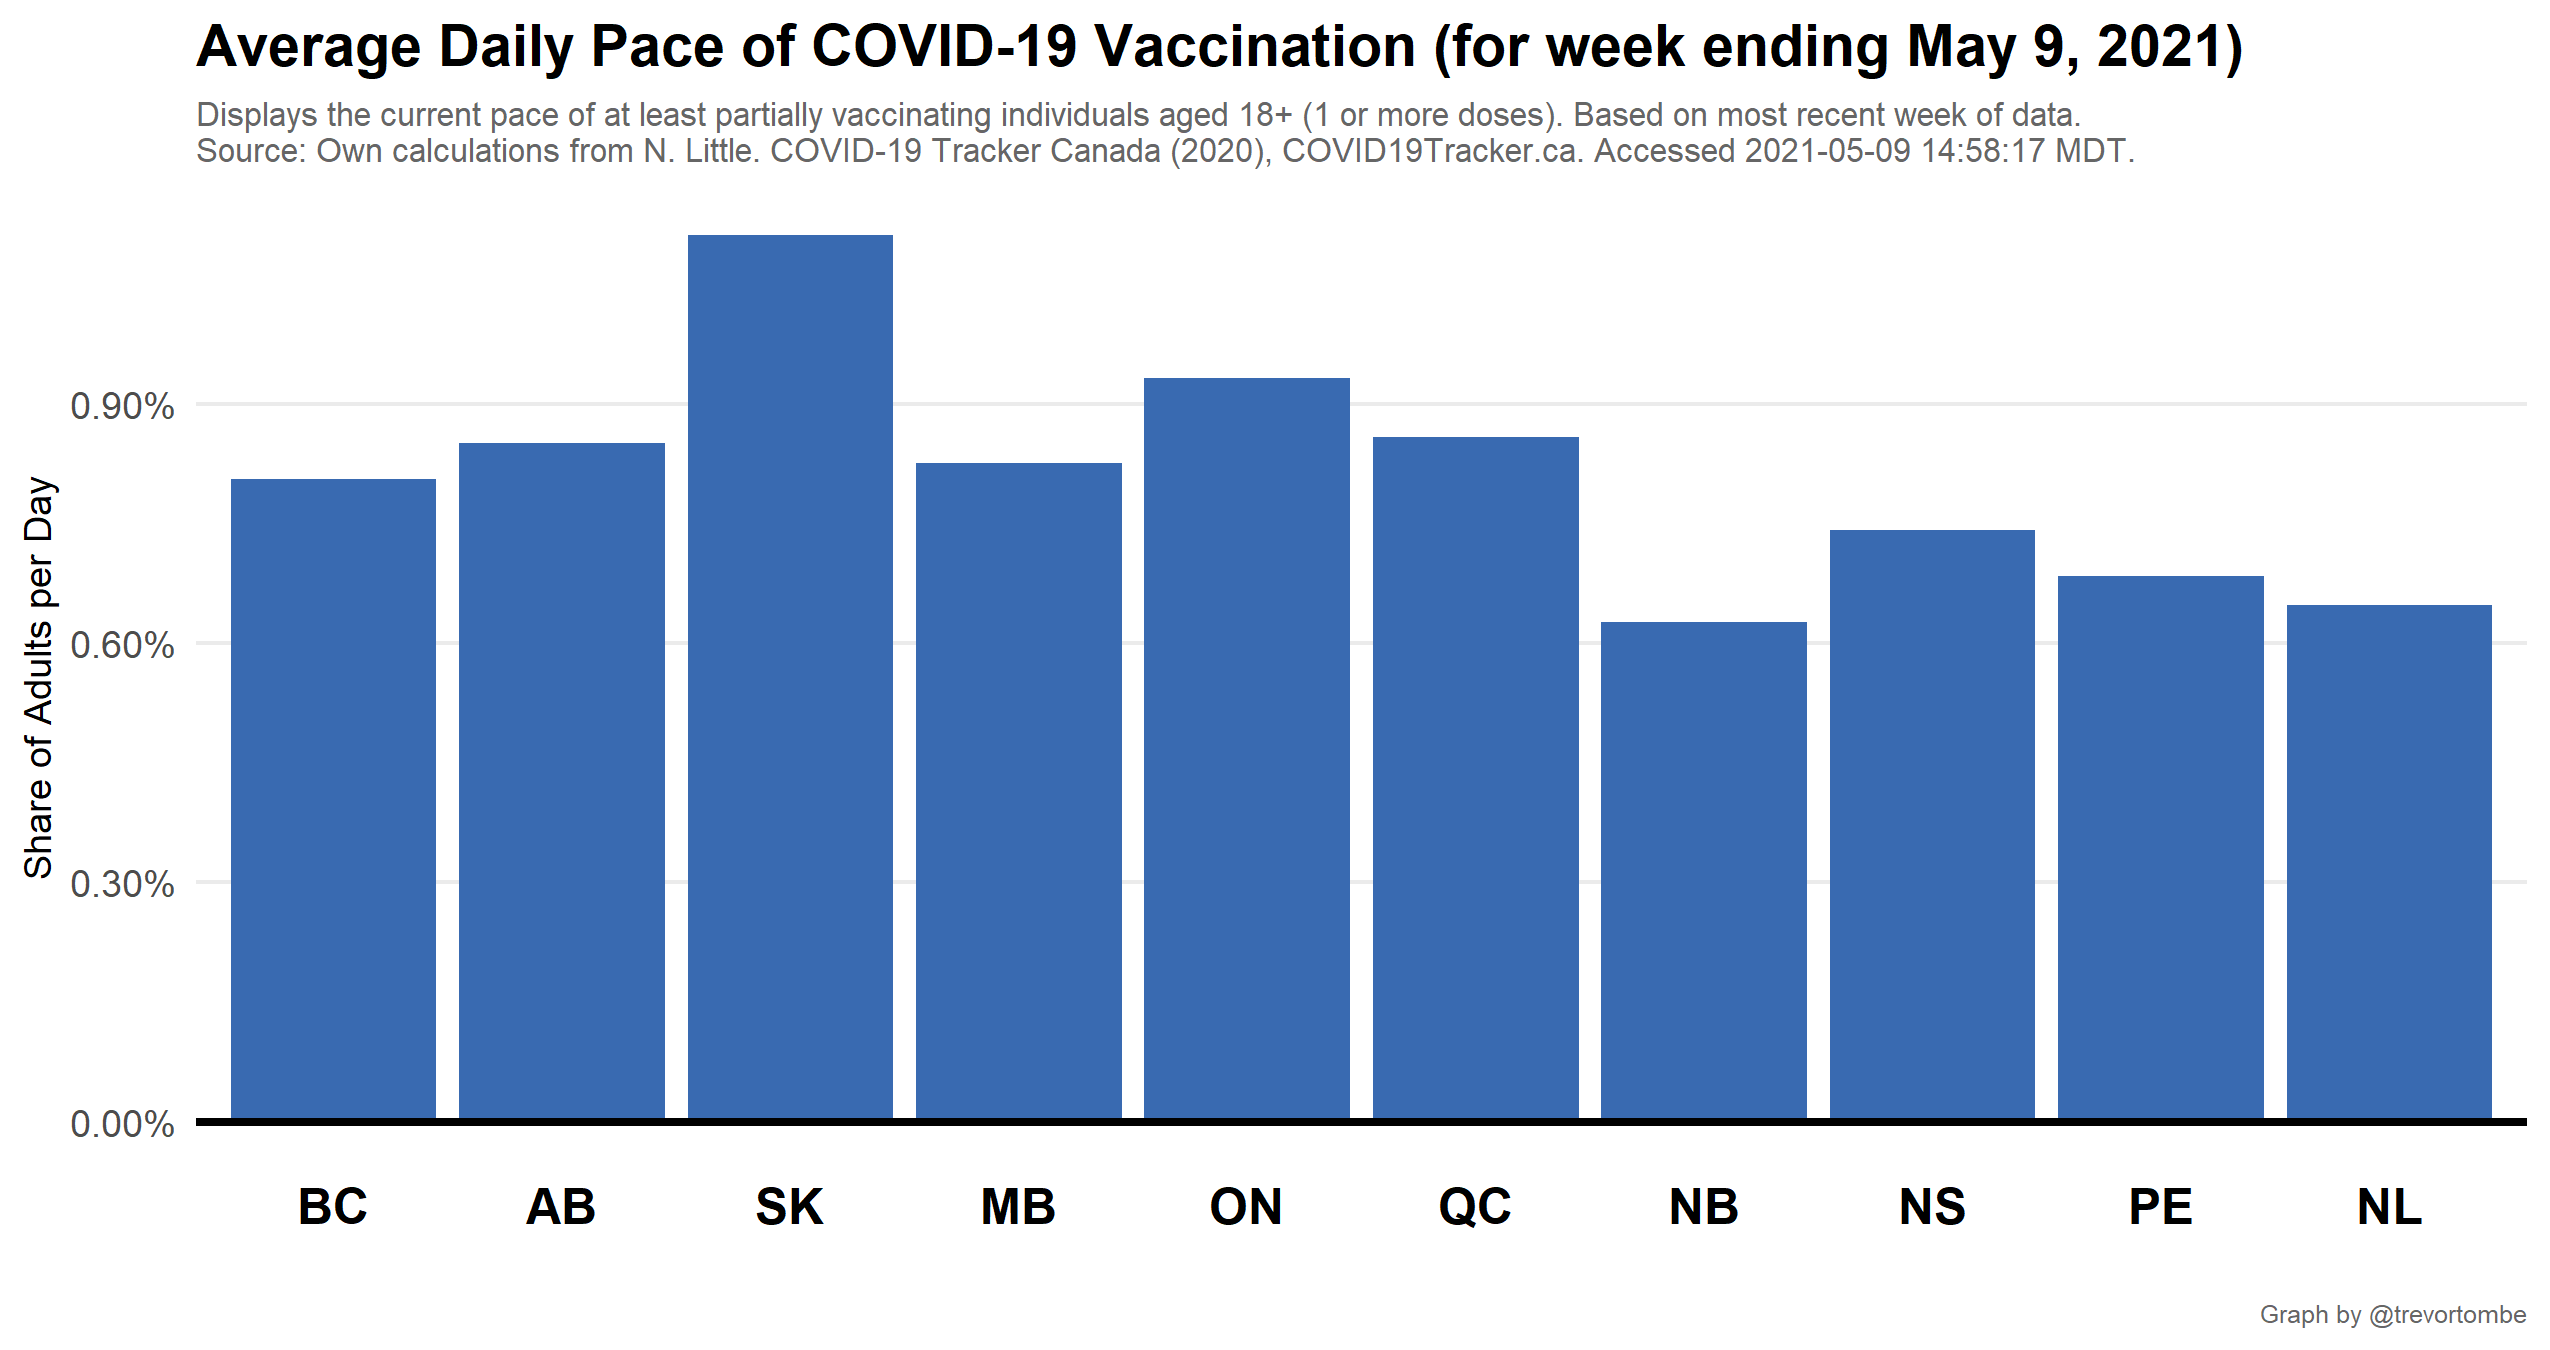 Average Daily Pace of COVID-19 Vaccination (for week ending May 9, 2021)
Displays the current pace of at least partially vaccinating individuals aged 18+ (1 or more doses). Based on most recent week of data.
Source: Own calculations from N. Little. COVID-19 Tracker Canada (2020), COVID19Tracker.ca. Accessed 2021-05-09 14:58:17 MDT.
Share of Adults per Day
0.90%
0.60%
0.30%
0.00%
BC AB SK MB ON QC NB NS PE NL
Graph by @trevortombe